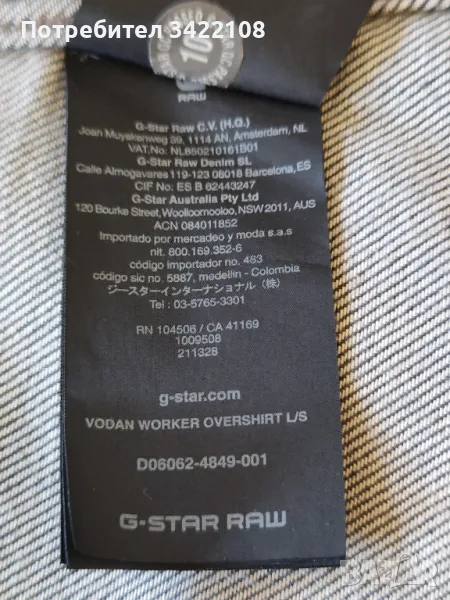 Потребител 3422108
10
RAW
G-Star Raw C.V. (H.Q.)
Joan Muyskenweg 39, 1114 AN, Amsterdam, NL
VAT.No: NL850210161B01
G-Star Raw Denim SL
Calle Almogavares 119-123 08018 Barcelona, ES
CIF No: ES B 62443247
G-Star Australia Pty Ltd
120 Bourke Street, Woolloomooloo, NSW 2011, AUS
ACN 084011852
Importado por mercadeo y moda s.a.s
nit. 800.169.352-6
código importador no. 483
código sic no. 5887, medellin - Colombia
ジースターインターナショナル（株）
Tel : 03-5765-3301
RN 104506 / CA 41169
1009508
211328
g-star.com
VODAN WORKER OVERSHIRT L/S
D06062-4849-001
G-STAR RAW